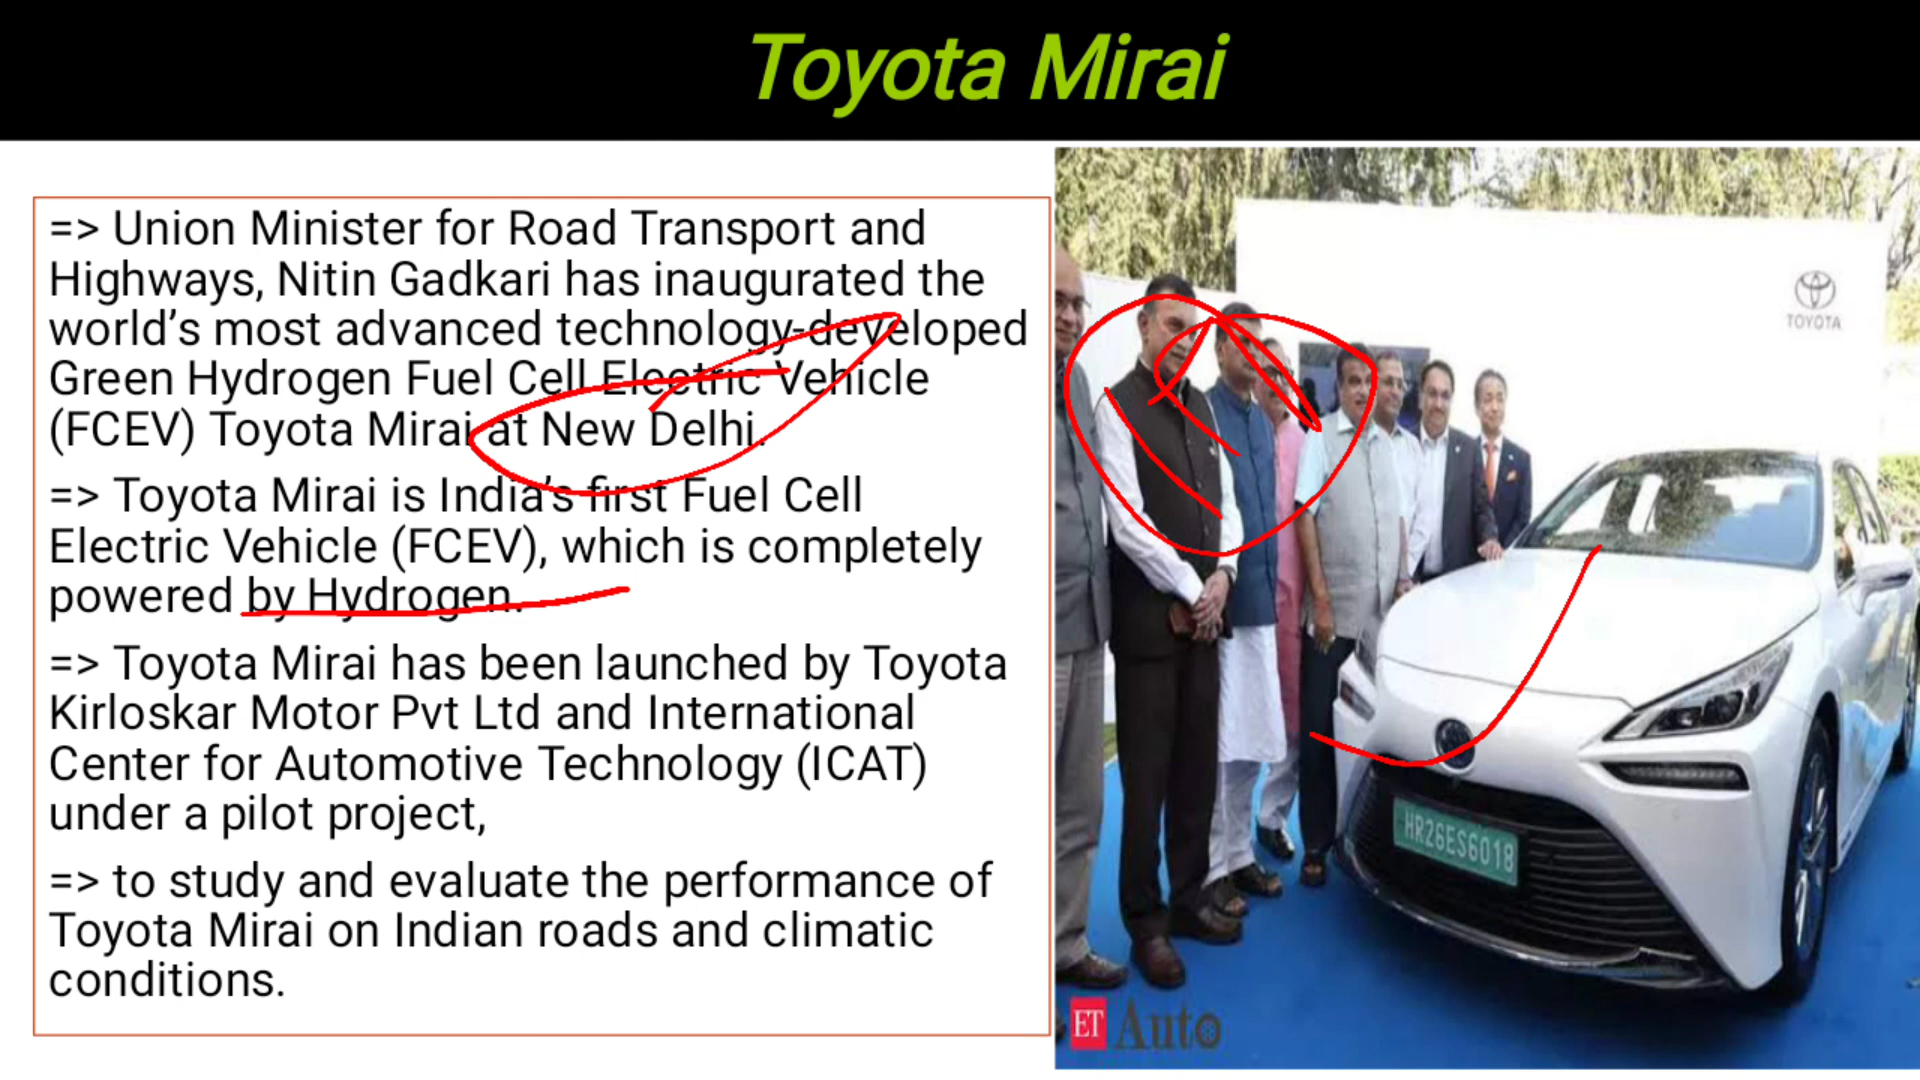 Toyota Mirai
=> Union Minister for Road Transport and
Highways, Nitin Gadkari has inaugurated the
world’s most advanced technology-developed
Green Hydrogen Fuel Cell Electric Vehicle
(FCEV) Toyota Mirai at New Delhi.
=> Toyota Mirai is India’s first Fuel Cell
Electric Vehicle (FCEV), which is completely
powered by Hydrogen.
=> Toyota Mirai has been launched by Toyota
Kirloskar Motor Pvt Ltd and International
Center for Automotive Technology (ICAT)
under a pilot project,
=> to study and evaluate the performance of
Toyota Mirai on Indian roads and climatic
conditions.
TOYOTA
HR26ES6018
ET Auto